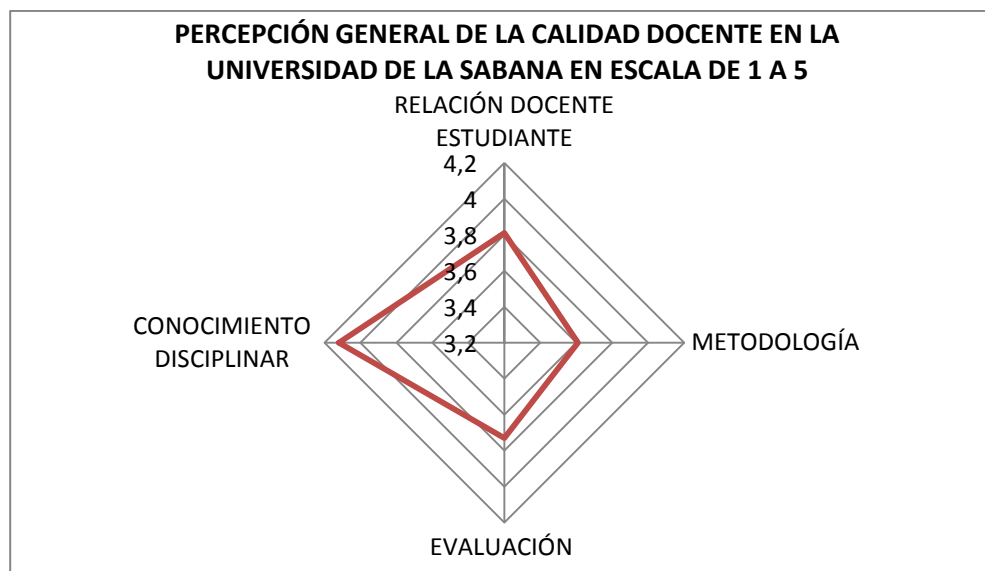 PERCEPCIÓN GENERAL DE LA CALIDAD DOCENTE EN LA
UNIVERSIDAD DE LA SABANA EN ESCALA DE 1 A 5
RELACIÓN DOCENTE
ESTUDIANTE
4,2
4
3,8
3,6
3,4
3,2
CONOCIMIENTO
DISCIPLINAR
METODOLOGÍA
EVALUACIÓN